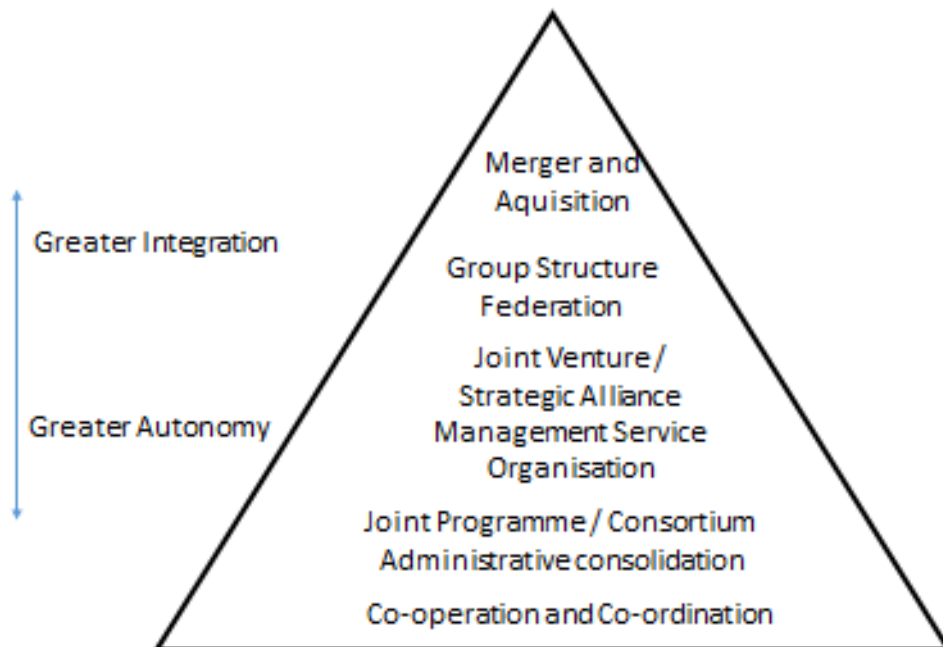 Merger and
Aquisition
Greater Integration
Group Structure
Federation
Joint Venture /
Strategic Alliance
Greater Autonomy
Management Service
Organisation
Joint Programme / Consortium
Administrative consolidation
Co-operation and Co-ordination